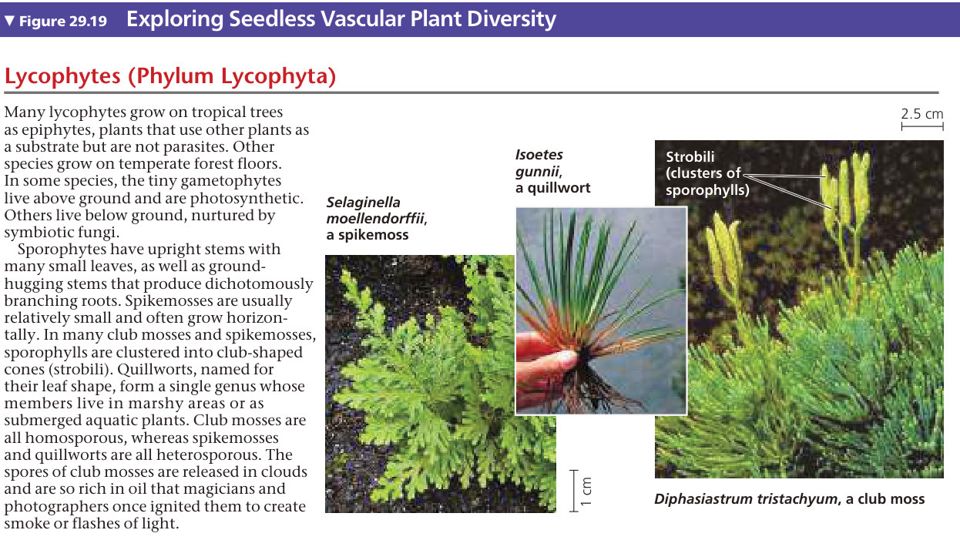 ▼ Figure 29.19 Exploring Seedless Vascular Plant Diversity
Lycophytes (Phylum Lycophyta)
Many lycophytes grow on tropical trees
as epiphytes, plants that use other plants as
a substrate but are not parasites. Other
species grow on temperate forest floors.
In some species, the tiny gametophytes
live above ground and are photosynthetic.
Others live below ground, nurtured by
symbiotic fungi.
Sporophytes have upright stems with
many small leaves, as well as ground-
hugging stems that produce dichotomously
branching roots. Spikemosses are usually
relatively small and often grow horizon-
tally. In many club mosses and spikemosses,
sporophylls are clustered into club-shaped
cones (strobili). Quillworts, named for
their leaf shape, form a single genus whose
members live in marshy areas or as
submerged aquatic plants. Club mosses are
all homosporous, whereas spikemosses
and quillworts are all heterosporous. The
spores of club mosses are released in clouds
and are so rich in oil that magicians and
photographers once ignited them to create
smoke or flashes of light.
Selaginella
moellendorffii,
a spikemoss
1 cm
Isoetes
gunnii,
a quillwort
2.5 cm
Strobili
(clusters of
sporophylls)
Diphasiastrum tristachyum, a club moss